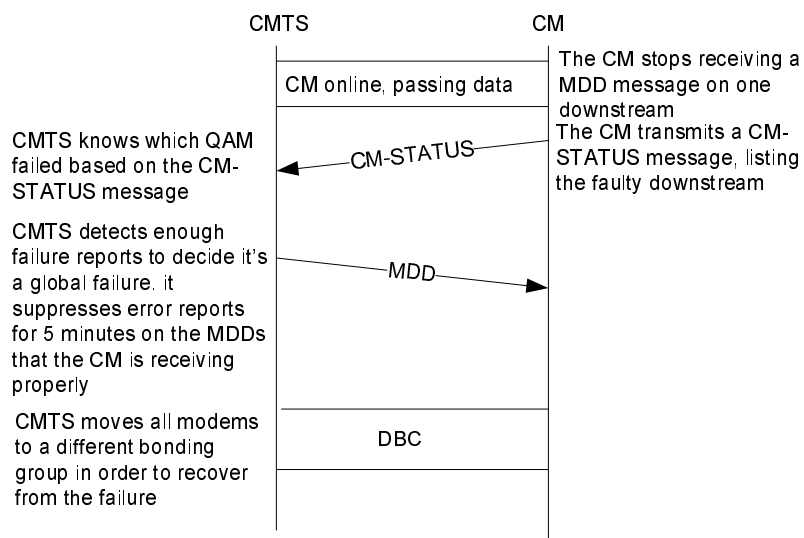 CMTS
CM
The CM stops receiving a
MDD message on one
downstream
CM online, passing data
The CM transmits a CM-
STATUS message, listing
the faulty downstream
CM-STATUS
CMTS knows which QAM
failed based on the CM-
STATUS message
CMTS detects enough
failure reports to decide it's
a global failure. it
suppresses error reports
for 5 minutes on the MDDs
that the CM is receiving
properly
MDD
CMTS moves all modems
to a different bonding
group in order to recover
from the failure
DBC